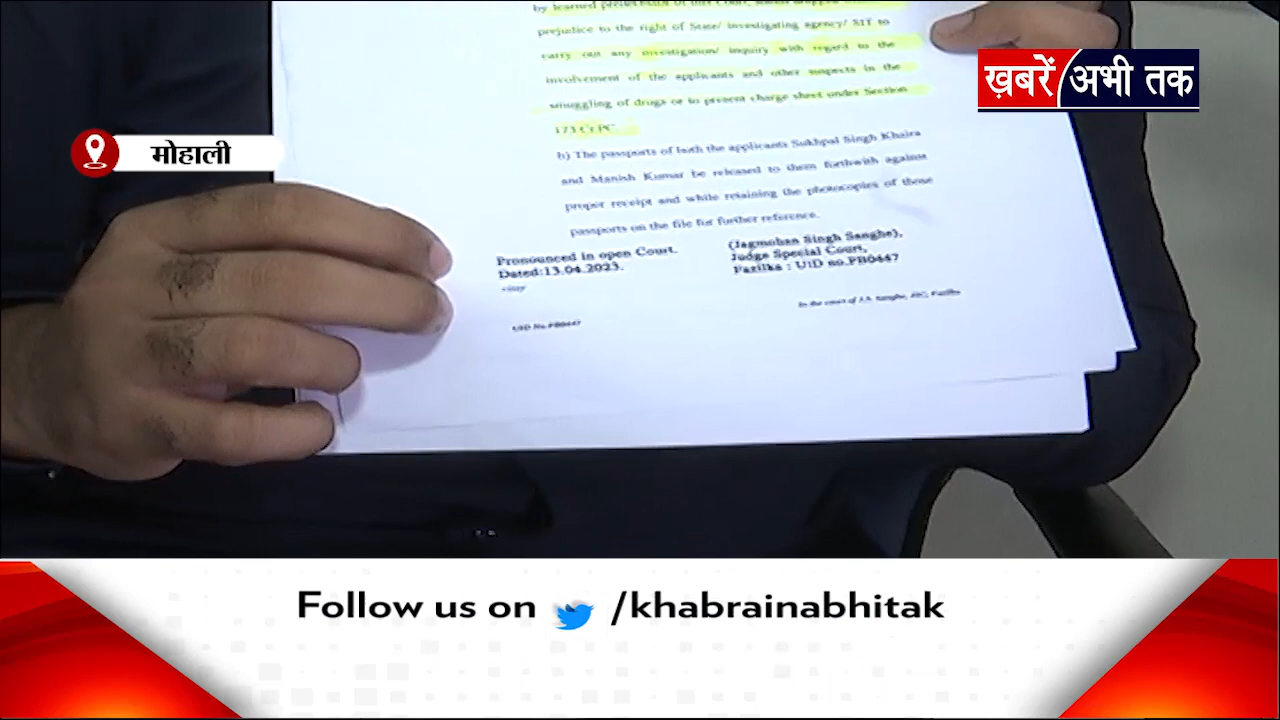 prejudice to the right of State/ investigating agency/ SIT to
carry out any investigation/ inquiry with regard to the
involvement of the applicants and other suspects in the
smuggling of drugs or to present charge sheet under Section
173 Cr.PC.
h) The passports of both the applicants Sukhpal Singh Khaira
and Manish Kumar be released to them forthwith against
proper receipt and while retaining the photocopies of those
passports on the file for further reference.
Pronounced in open Court.
Dated:13.04.2023.
(Jagmohan Singh Sanghe),
Judge Special Court,
Fazilka : UID no.PB0447
UID No.PB0447
In the court of J.S. Sanghe, JSC, Fazilka
ख़बरें अभी तक
मोहाली
Follow us on /khabrainabhitak